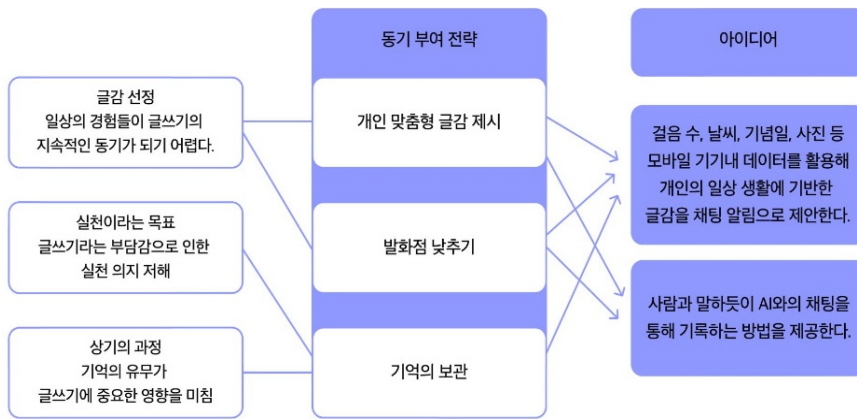 동기 부여 전략
아이디어
글감 선정
일상의 경험들이 글쓰기의
지속적인 동기가 되기 어렵다.
실천이라는 목표
글쓰기라는 부담감으로 인한
실천 의지 저해
상기의 과정
기억의 유무가
글쓰기에 중요한 영향을 미침
개인 맞춤형 글감 제시
발화점 낮추기
기억의 보관
걸음 수, 날씨, 기념일, 사진 등
모바일 기기내 데이터를 활용해
개인의 일상 생활에 기반한
글감을 채팅 알림으로 제안한다.
사람과 말하듯이 AI와의 채팅을
통해 기록하는 방법을 제공한다.